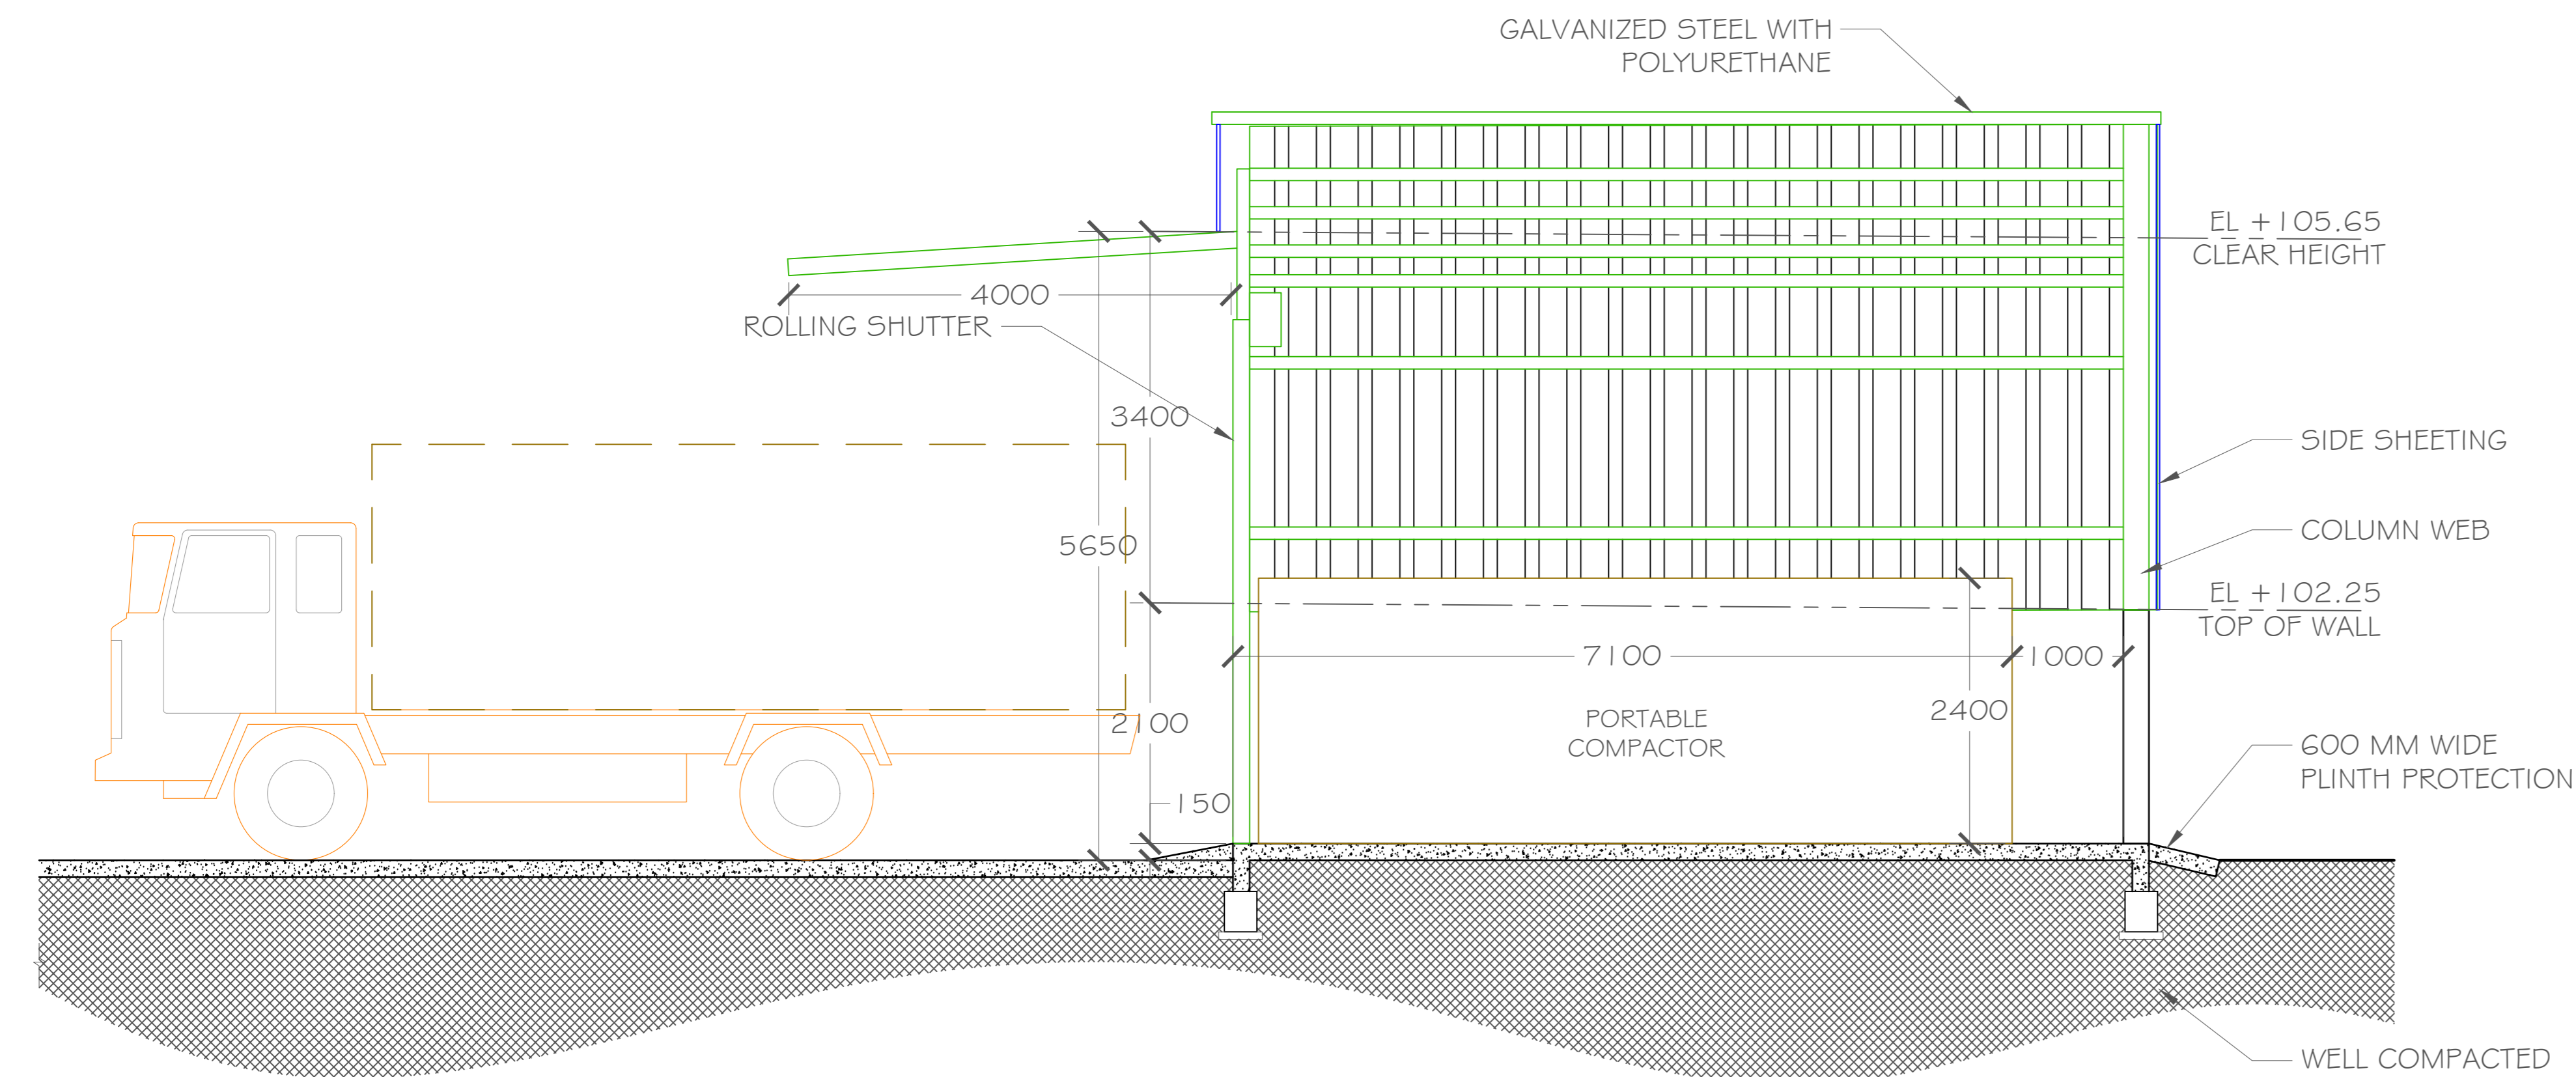 GALVANIZED STEEL WITH
POLYURETHANE
EL +105.65
CLEAR HEIGHT
4000
ROLLING SHUTTER
3400
SIDE SHEETING
5650
COLUMN WEB
EL +102.25
TOP OF WALL
7100
1000
2100
2400
PORTABLE
COMPACTOR
600 MM WIDE
PLINTH PROTECTION
150
WELL COMPACTED